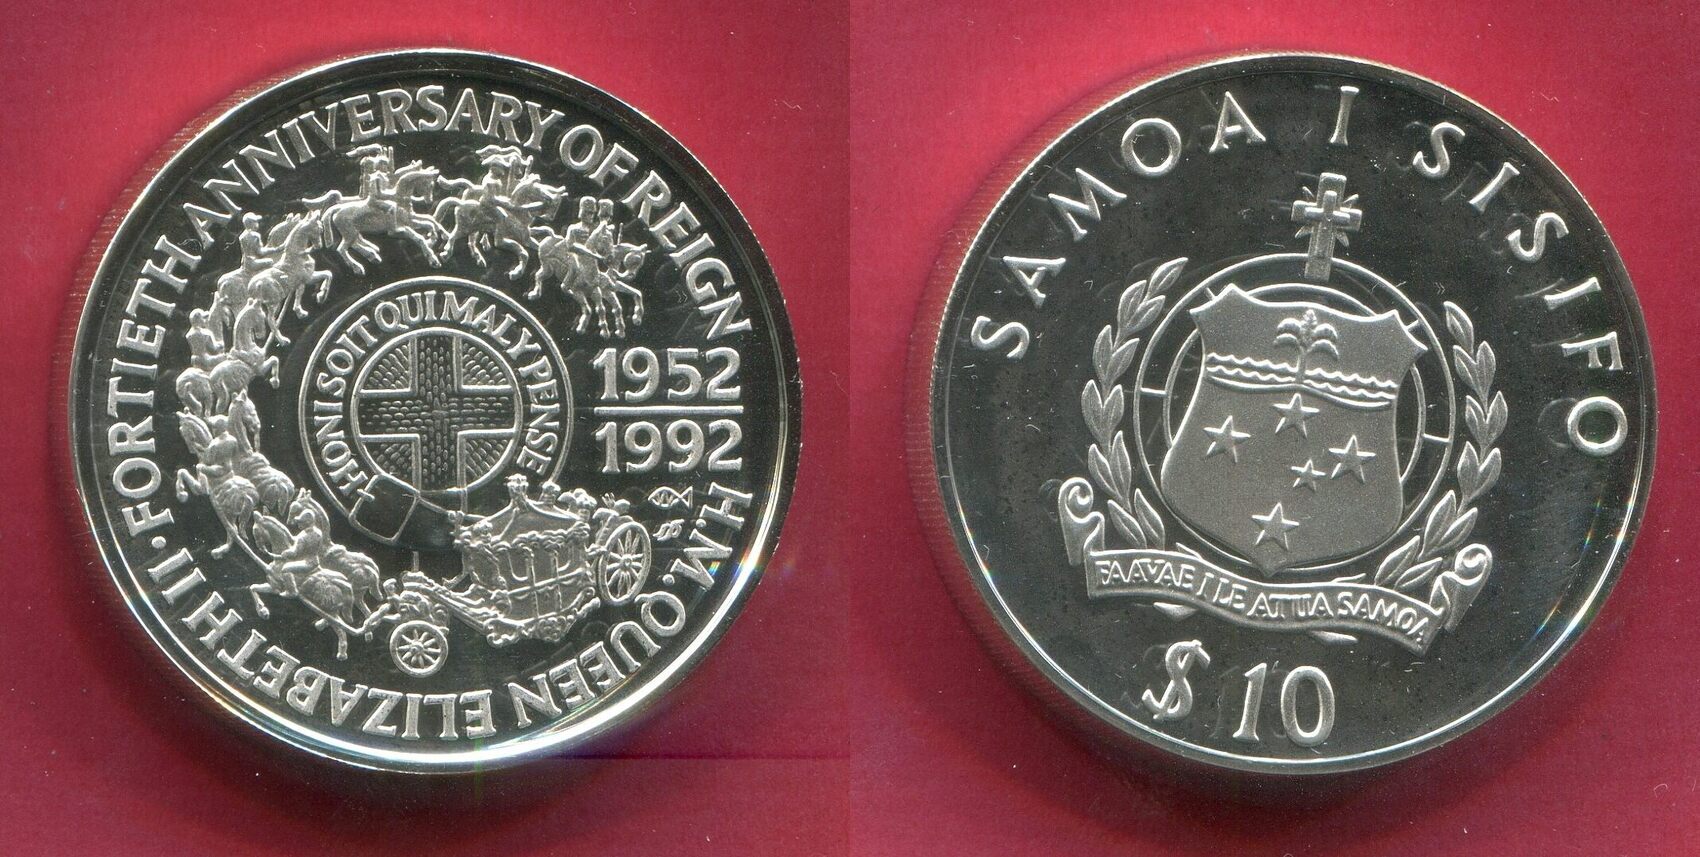 H.M. QUEEN ELIZABETH II · FORTIETH ANNIVERSARY OF REIGN
HONI SOIT QUI MAL Y PENSE
1952
1992
SAMOA I SISIFO
FAAVAE I LE ATUA SAMOA
$10